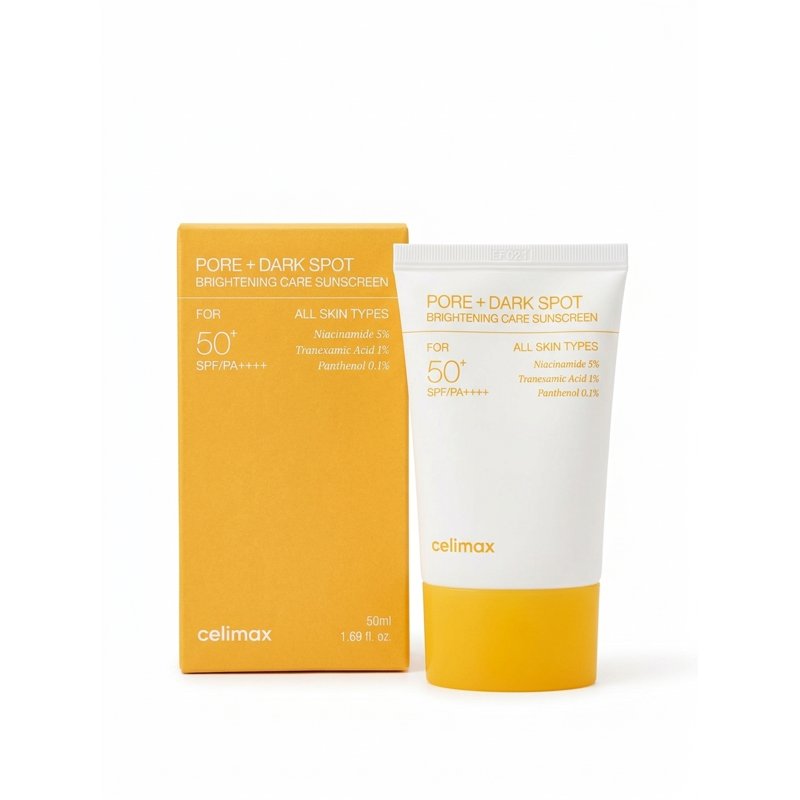 PORE + DARK SPOT
BRIGHTENING CARE SUNSCREEN
FOR ALL SKIN TYPES
50+
SPF/PA++++
Niacinamide 5%
Tranexamic Acid 1%
Panthenol 0.1%
celimax
50ml
1.69 fl. oz.
PORE + DARK SPOT
BRIGHTENING CARE SUNSCREEN
FOR ALL SKIN TYPES
50+
SPF/PA++++
Niacinamide 5%
Tranexamic Acid 1%
Panthenol 0.1%
celimax